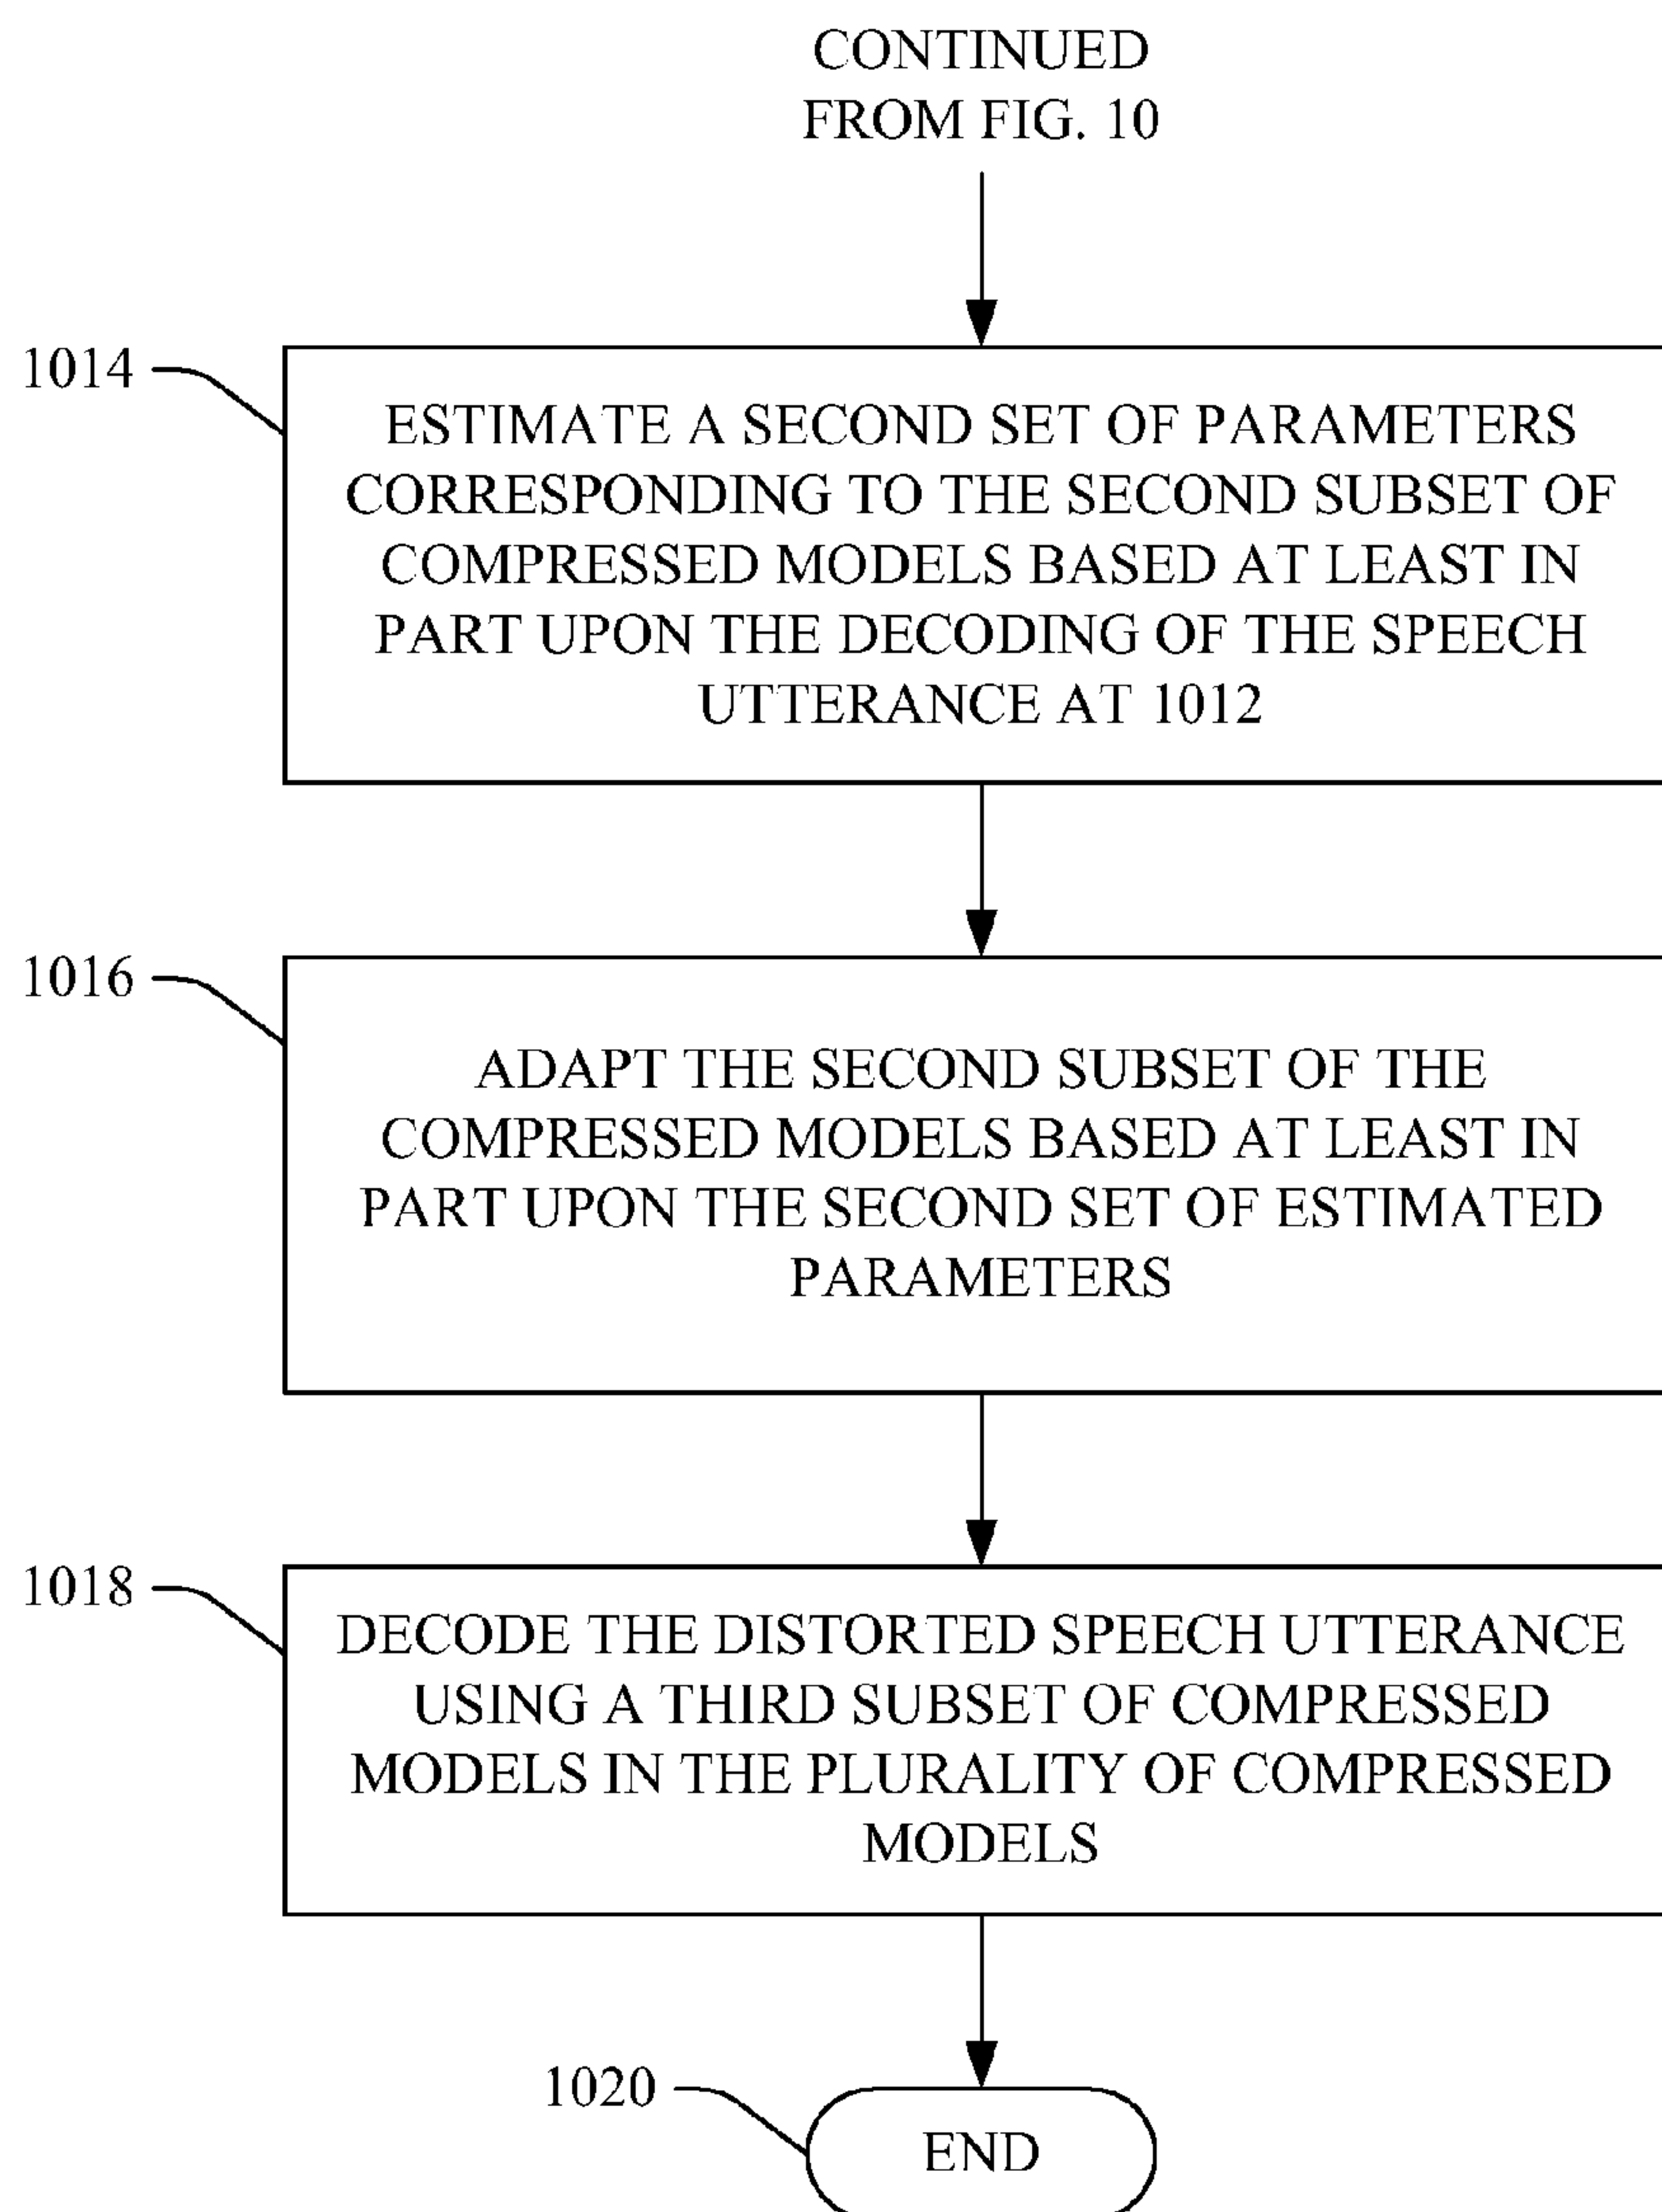 CONTINUED
FROM FIG. 10
1014
ESTIMATE A SECOND SET OF PARAMETERS
CORRESPONDING TO THE SECOND SUBSET OF
COMPRESSED MODELS BASED AT LEAST IN
PART UPON THE DECODING OF THE SPEECH
UTTERANCE AT 1012
1016
ADAPT THE SECOND SUBSET OF THE
COMPRESSED MODELS BASED AT LEAST IN
PART UPON THE SECOND SET OF ESTIMATED
PARAMETERS
1018
DECODE THE DISTORTED SPEECH UTTERANCE
USING A THIRD SUBSET OF COMPRESSED
MODELS IN THE PLURALITY OF COMPRESSED
MODELS
1020
END